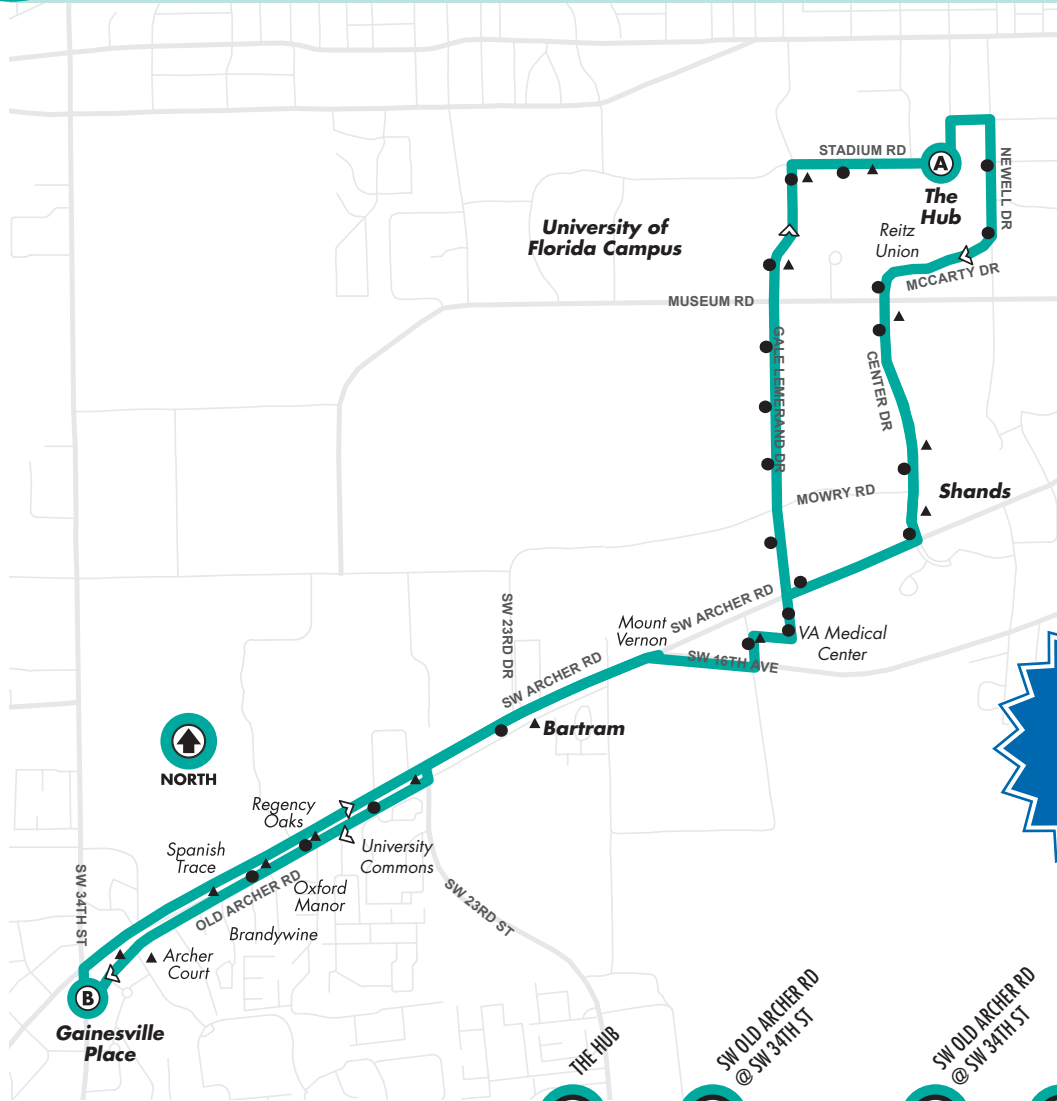 STADIUM RD
A
The
Hub
NEWELL DR
Reitz
Union
University of
Florida Campus
MCCARTY DR
MUSEUM RD
GALE LEMERAND DR
CENTER DR
MOWRY RD
Shands
SW 23RD DR
Mount
Vernon
SW ARCHER RD
VA Medical
Center
SW 16TH AVE
SW ARCHER RD
Bartram
NORTH
Regency
Oaks
University
Commons
Spanish
Trace
SW 34TH ST
OLD ARCHER RD
Oxford
Manor
SW 23RD ST
Brandywine
Archer
Court
B
Gainesville
Place
THE HUB
SW OLD ARCHER RD
@ SW 34TH ST
SW OLD ARCHER RD
@ SW 34TH ST